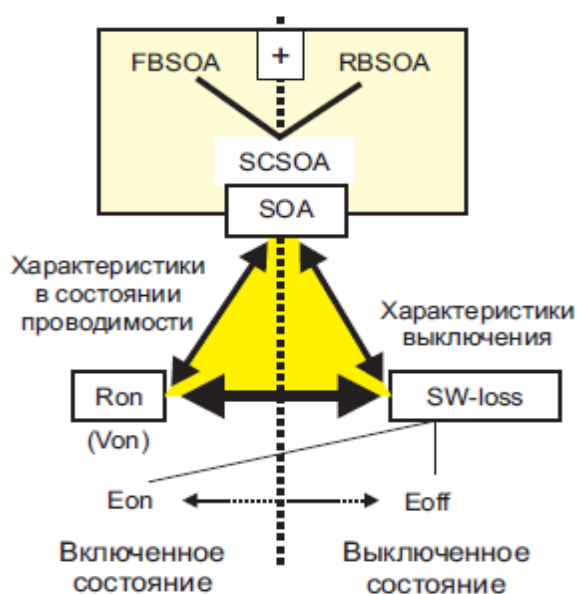 +
FBSOA
RBSOA
SCSOA
SOA
Характеристики
в состоянии
проводимости
Характеристики
выключения
Ron
SW-loss
(Von)
Eon
Eoff
Включенное
состояние
Выключенное
состояние